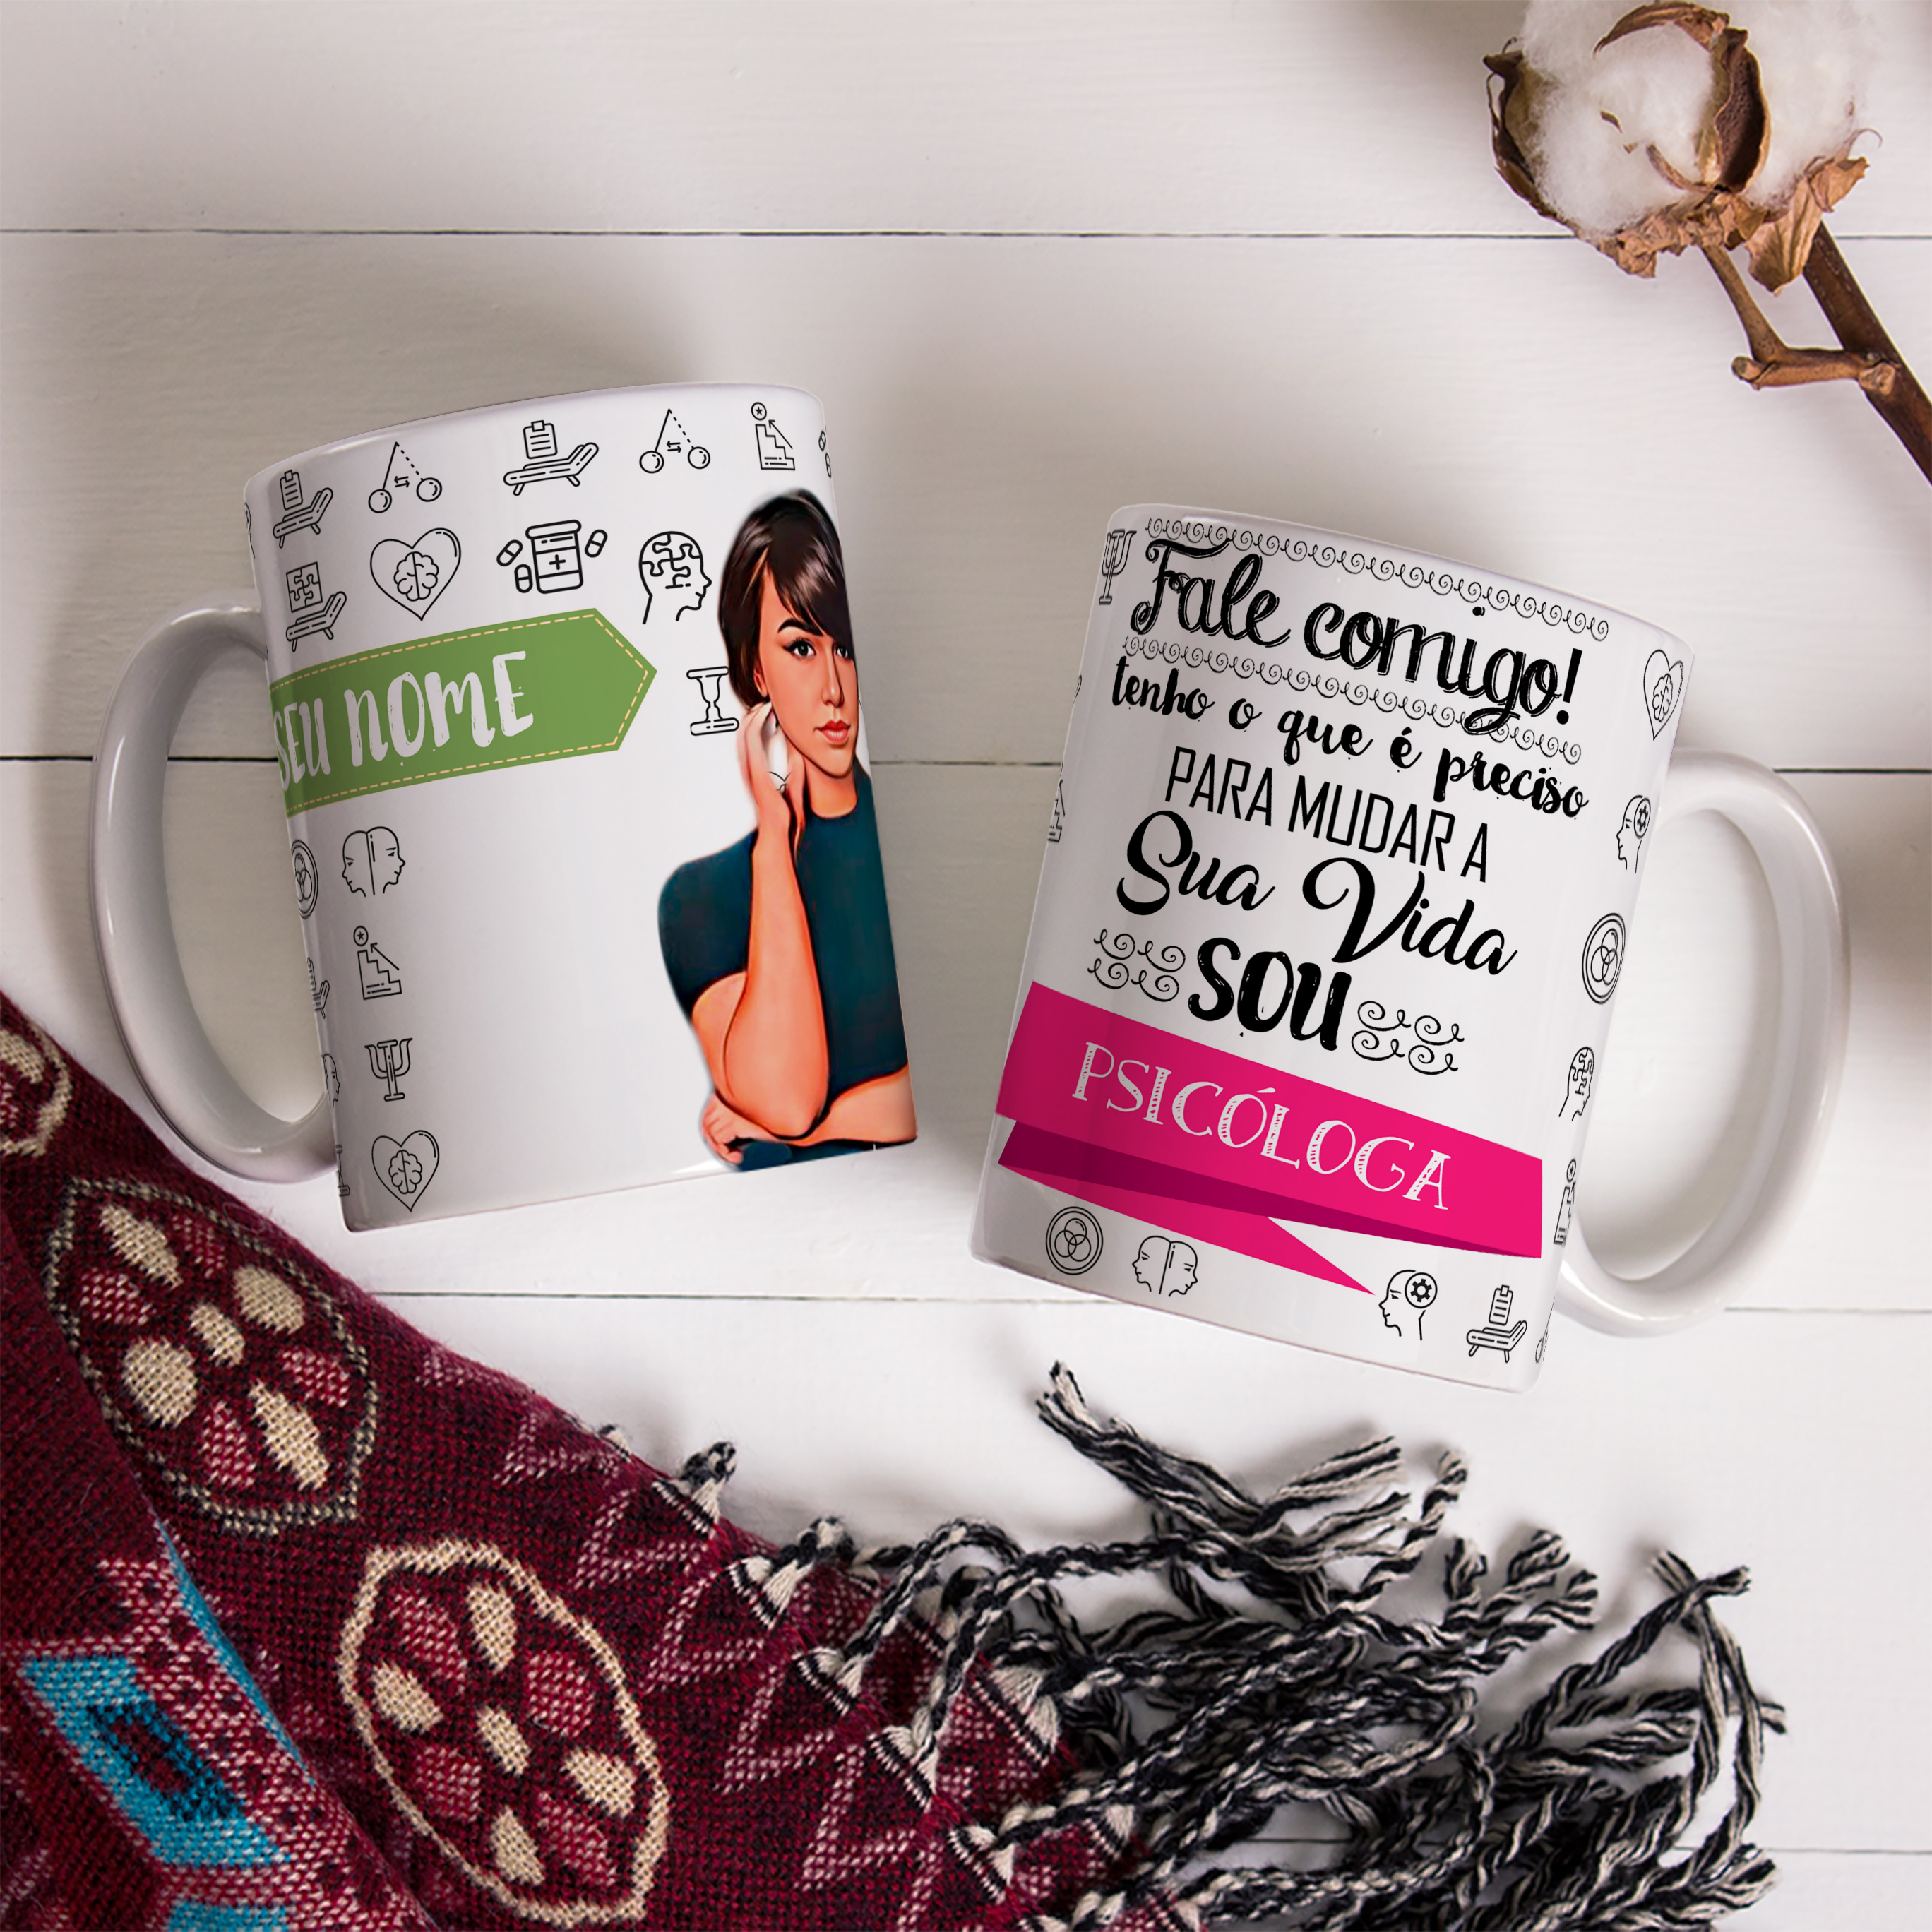 SEU NOME
Fale comigo!
tenho o que é preciso
PARA MUDAR A
Sua Vida
SOU
PSICÓLOGA